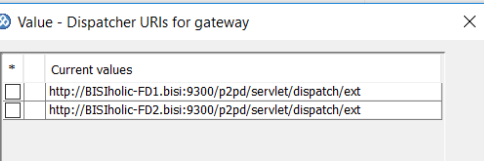 Value - Dispatcher URIs for gateway
* Current values
http://BISIholic-FD1.bisi:9300/p2pd/servlet/dispatch/ext
http://BISIholic-FD2.bisi:9300/p2pd/servlet/dispatch/ext